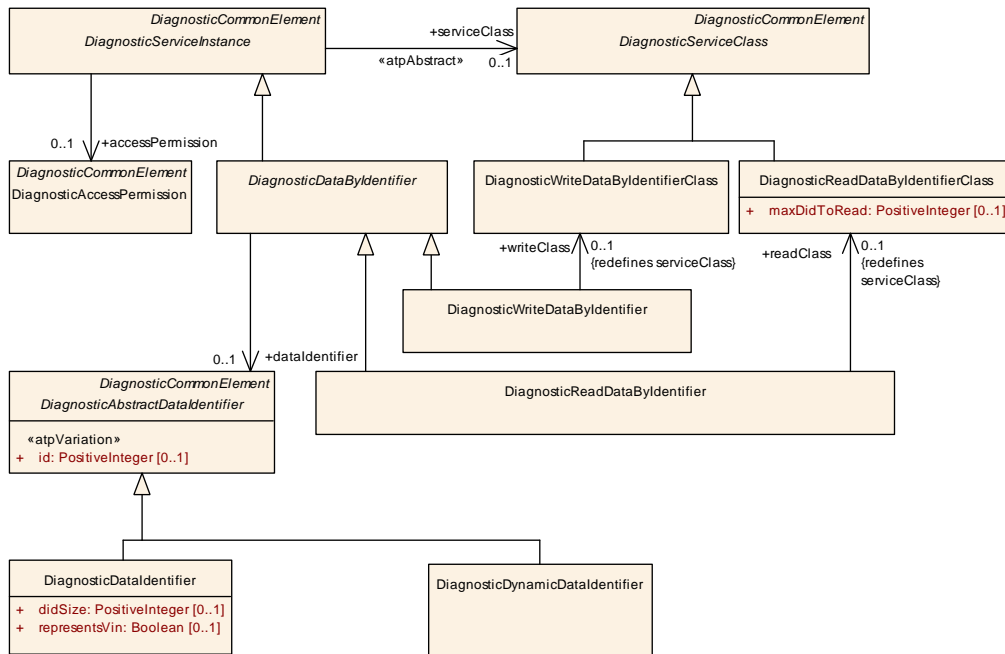 DiagnosticCommonElement
DiagnosticServiceInstance
+serviceClass
«atpAbstract»
0..1
DiagnosticCommonElement
DiagnosticServiceClass
0..1
+accessPermission
DiagnosticCommonElement
DiagnosticAccessPermission
DiagnosticDataByIdentifier
DiagnosticWriteDataByIdentifierClass
DiagnosticReadDataByIdentifierClass
+ maxDidToRead: PositiveInteger [0..1]
+writeClass
0..1
{redefines serviceClass}
+readClass
0..1
{redefines
serviceClass}
DiagnosticWriteDataByIdentifier
0..1
+dataIdentifier
DiagnosticReadDataByIdentifier
DiagnosticCommonElement
DiagnosticAbstractDataIdentifier
«atpVariation»
+ id: PositiveInteger [0..1]
DiagnosticDataIdentifier
+ didSize: PositiveInteger [0..1]
+ representsVin: Boolean [0..1]
DiagnosticDynamicDataIdentifier